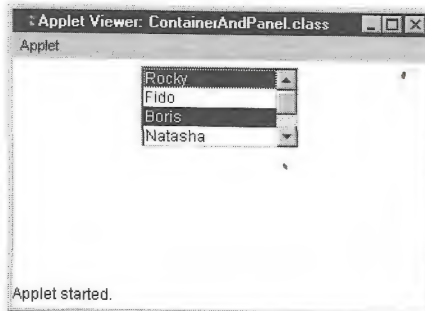 Applet Viewer: ContainerAndPanel.class
Applet
Rocky
Fido
Boris
Natasha
Applet started.